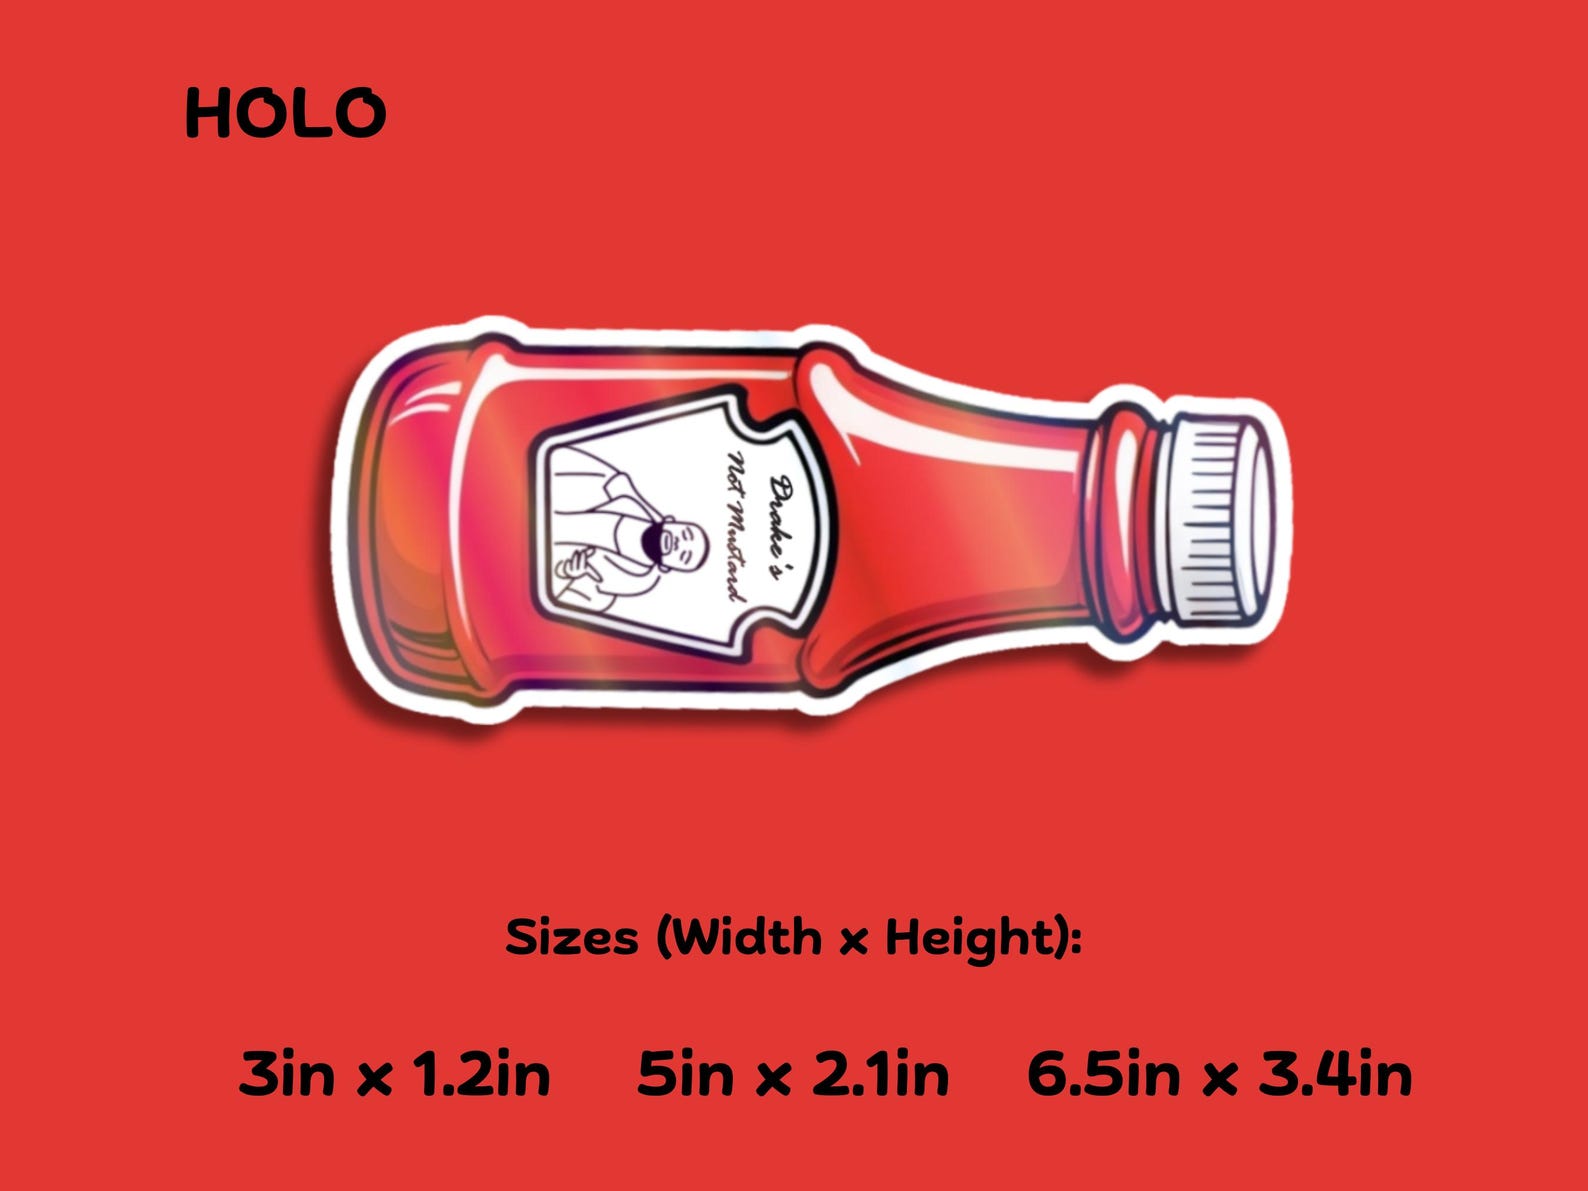 HOLO
Drake's
Not Mustard
Sizes (Width x Height):
3in x 1.2in 5in x 2.1in 6.5in x 3.4in